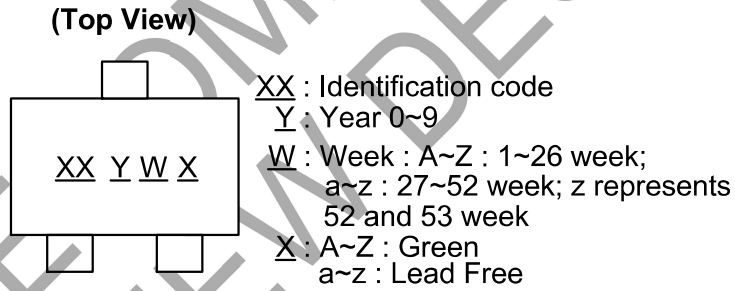 (Top View)
XX Y W X
XX : Identification code
Y : Year 0~9
W : Week : A~Z : 1~26 week;
a~z : 27~52 week; z represents
52 and 53 week
X : A~Z : Green
a~z : Lead Free